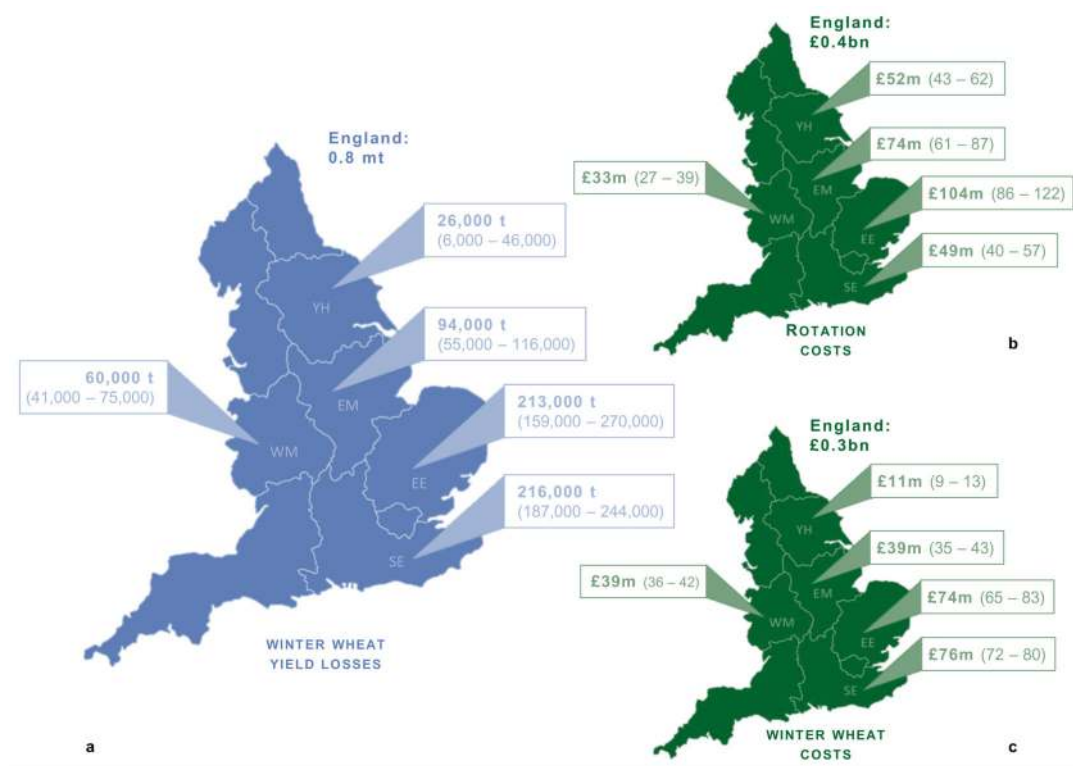 England:
0.8 mt
26,000 t
(6,000 – 46,000)
YH
94,000 t
(55,000 – 116,000)
60,000 t
(41,000 – 75,000)
EM
213,000 t
(159,000 – 270,000)
WM
EE
216,000 t
(187,000 – 244,000)
SE
WINTER WHEAT
YIELD LOSSES
a
England:
£0.4bn
£52m (43 – 62)
YH
£74m (61 – 87)
£33m (27 – 39)
EM
£104m (86 – 122)
WM
EE
£49m (40 – 57)
SE
ROTATION
COSTS
b
England:
£0.3bn
£11m (9 – 13)
YH
£39m (35 – 43)
£39m (36 – 42)
EM
£74m (65 – 83)
WM
EE
£76m (72 – 80)
SE
WINTER WHEAT
COSTS
c